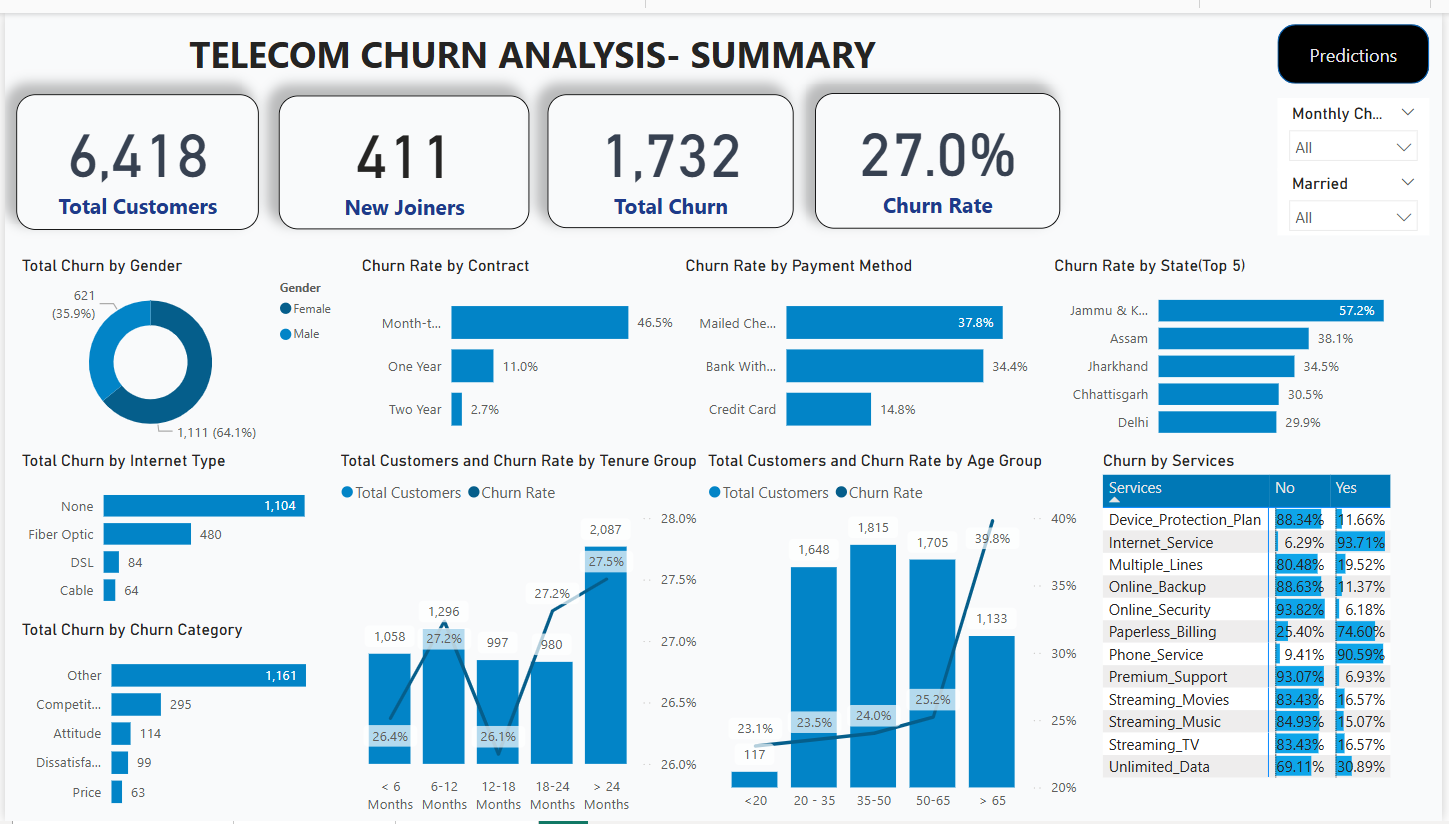 TELECOM CHURN ANALYSIS- SUMMARY
Predictions
6,418
Total Customers
411
New Joiners
1,732
Total Churn
27.0%
Churn Rate
Monthly Ch...
All
Married
All
Total Churn by Gender
621
(35.9%)
1,111 (64.1%)
Gender
Female
Male
Churn Rate by Contract
Month-t...
46.5%
One Year
11.0%
Two Year
2.7%
Churn Rate by Payment Method
Mailed Che...
37.8%
Bank With...
34.4%
Credit Card
14.8%
Churn Rate by State(Top 5)
Jammu & K...
57.2%
Assam
38.1%
Jharkhand
34.5%
Chhattisgarh
30.5%
Delhi
29.9%
Total Churn by Internet Type
None
1,104
Fiber Optic
480
DSL
84
Cable
64
Total Churn by Churn Category
Other
1,161
Competit...
295
Attitude
114
Dissatisfa...
99
Price
63
Total Customers and Churn Rate by Tenure Group
Total Customers
Churn Rate
1,058
1,296
997
980
2,087
26.4%
27.2%
26.1%
27.2%
27.5%
28.0%
27.5%
27.0%
26.5%
26.0%
< 6
Months
6-12
Months
12-18
Months
18-24
Months
> 24
Months
Total Customers and Churn Rate by Age Group
Total Customers
Churn Rate
117
1,648
1,815
1,705
1,133
23.1%
23.5%
24.0%
25.2%
39.8%
40%
35%
30%
25%
20%
<20
20 - 35
35-50
50-65
> 65
Churn by Services
Services No Yes
Device_Protection_Plan 88.34% 11.66%
Internet_Service 6.29% 93.71%
Multiple_Lines 80.48% 19.52%
Online_Backup 88.63% 11.37%
Online_Security 93.82% 6.18%
Paperless_Billing 25.40% 74.60%
Phone_Service 9.41% 90.59%
Premium_Support 93.07% 6.93%
Streaming_Movies 83.43% 16.57%
Streaming_Music 84.93% 15.07%
Streaming_TV 83.43% 16.57%
Unlimited_Data 69.11% 30.89%